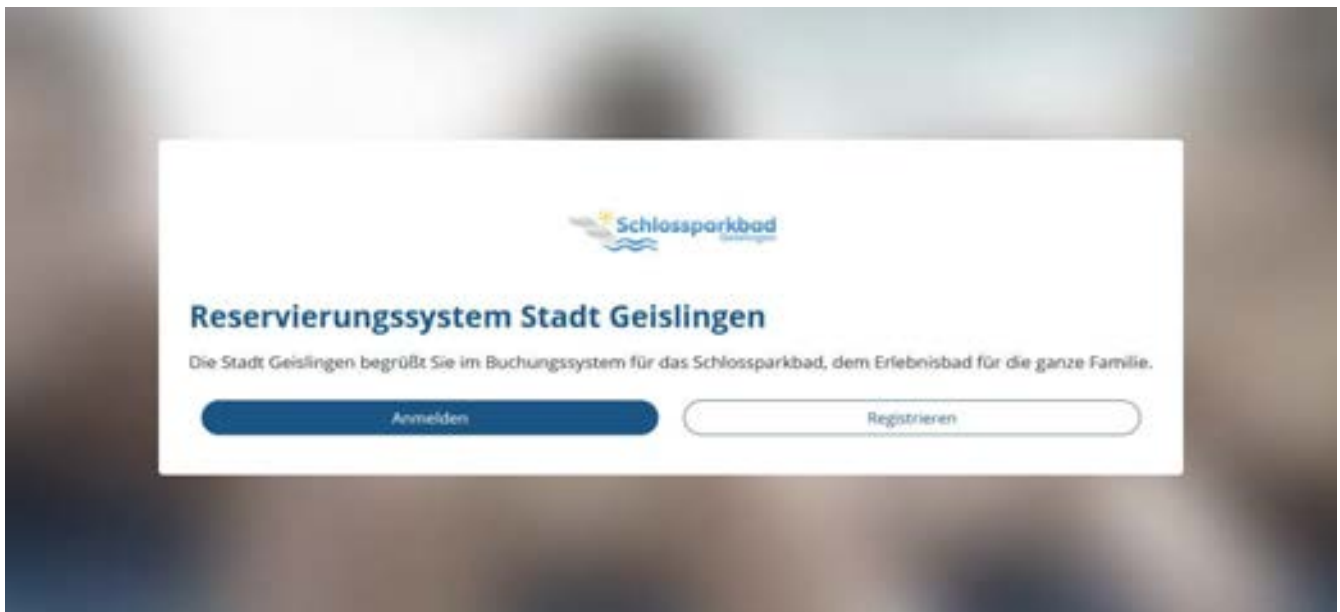 Schlossparkbad
Geislingen
Reservierungssystem Stadt Geislingen
Die Stadt Geislingen begrüßt Sie im Buchungssystem für das Schlossparkbad, dem Erlebnisbad für die ganze Familie.
Anmelden
Registrieren